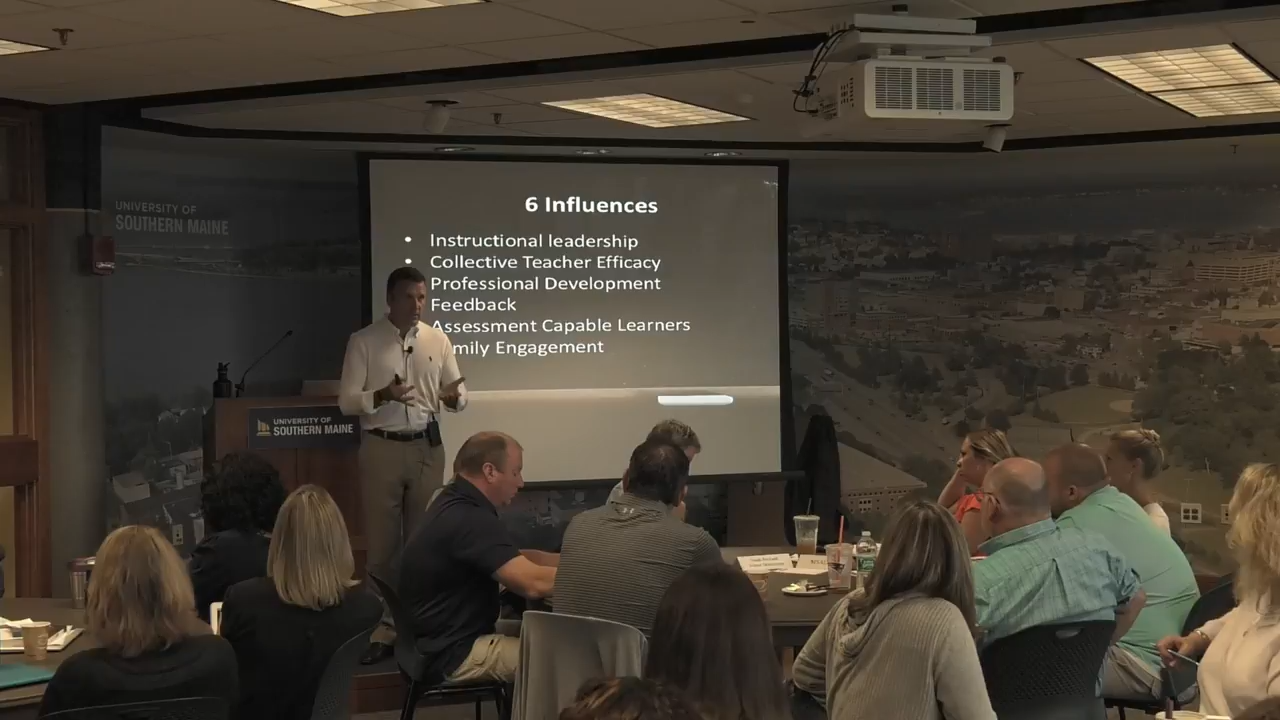 UNIVERSITY OF
SOUTHERN MAINE
6 Influences
• Instructional leadership
• Collective Teacher Efficacy
Professional Development
Feedback
Assessment Capable Learners
mily Engagement
UNIVERSITY OF
SOUTHERN MAINE